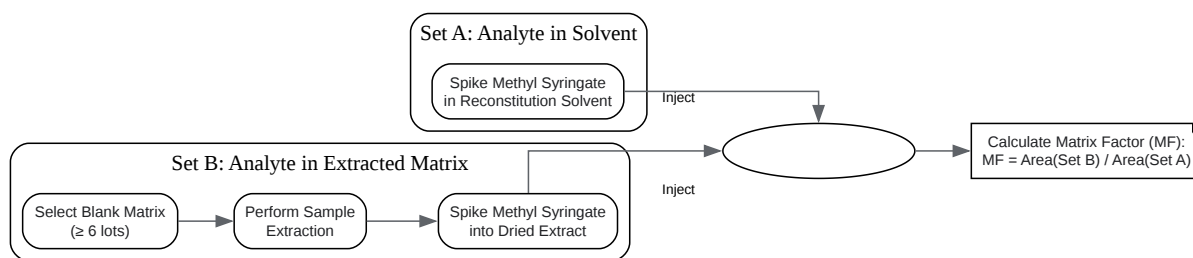 Set A: Analyte in Solvent
Spike Methyl Syringate
in Reconstitution Solvent
Inject
Set B: Analyte in Extracted Matrix
Select Blank Matrix
(≥ 6 lots)
Perform Sample
Extraction
Spike Methyl Syringate
into Dried Extract
Inject
Calculate Matrix Factor (MF):
MF = Area(Set B) / Area(Set A)